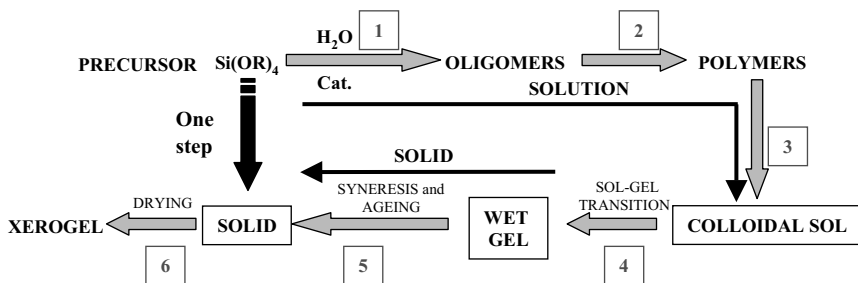 H₂O
1
2
PRECURSOR Si(OR)₄
OLIGOMERS
POLYMERS
Cat.
SOLUTION
One
step
3
SOLID
DRYING
SYNERESIS and
AGEING
SOL-GEL
TRANSITION
XEROGEL
SOLID
WET
GEL
COLLOIDAL SOL
6
5
4